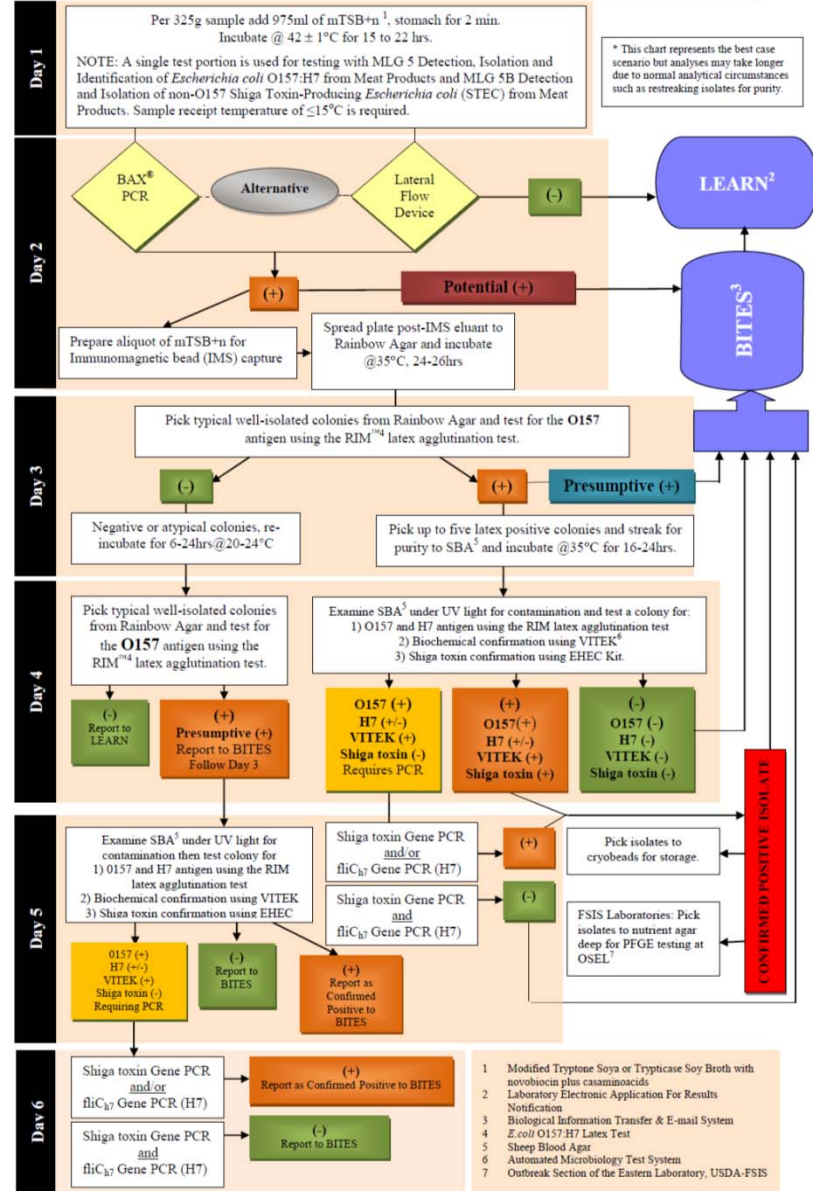 Day 1
Per 325g sample add 975ml of mTSB+n ¹, stomach for 2 min.
Incubate @ 42 ± 1°C for 15 to 22 hrs.
NOTE: A single test portion is used for testing with MLG 5 Detection, Isolation and
Identification of Escherichia coli O157:H7 from Meat Products and MLG 5B Detection
and Isolation of non-O157 Shiga Toxin-Producing Escherichia coli (STEC) from Meat
Products. Sample receipt temperature of ≤15°C is required.
* This chart represents the best case
scenario but analyses may take longer
due to normal analytical circumstances
such as restreaking isolates for purity.
Day 2
BAX®
PCR
Alternative
Lateral
Flow
Device
(-)
LEARN²
(+)
Potential (+)
BITES³
Prepare aliquot of mTSB+n for
Immunomagnetic bead (IMS) capture
Spread plate post-IMS eluant to
Rainbow Agar and incubate
@35°C, 24-26hrs
Day 3
Pick typical well-isolated colonies from Rainbow Agar and test for the O157
antigen using the RIM™⁴ latex agglutination test.
(-)
(+)
Presumptive (+)
Negative or atypical colonies, re-
incubate for 6-24hrs@20-24°C
Pick up to five latex positive colonies and streak for
purity to SBA⁵ and incubate @35°C for 16-24hrs.
Day 4
Pick typical well-isolated colonies
from Rainbow Agar and test for
the O157 antigen using the
RIM™⁴ latex agglutination test.
Examine SBA⁵ under UV light for contamination and test a colony for:
1) O157 and H7 antigen using the RIM latex agglutination test
2) Biochemical confirmation using VITEK⁶
3) Shiga toxin confirmation using EHEC Kit.
(-)
Report to
LEARN
(+)
Presumptive (+)
Report to BITES
Follow Day 3
O157 (+)
H7 (+/-)
VITEK (+)
Shiga toxin (-)
Requires PCR
(+)
O157(+)
H7 (+/-)
VITEK (+)
Shiga toxin (+)
(-)
O157 (-)
H7 (-)
VITEK (-)
Shiga toxin (-)
CONFIRMED POSITIVE ISOLATE
Day 5
Examine SBA⁵ under UV light for
contamination then test colony for
1) 0157 and H7 antigen using the RIM
latex agglutination test
2) Biochemical confirmation using VITEK
3) Shiga toxin confirmation using EHEC
Shiga toxin Gene PCR
and/or
fliCh7 Gene PCR (H7)
(+)
Shiga toxin Gene PCR
and
fliCh7 Gene PCR (H7)
(-)
Pick isolates to
cryobeads for storage.
FSIS Laboratories: Pick
isolates to nutrient agar
deep for PFGE testing at
OSEL⁷
0157 (+)
H7 (+/-)
VITEK (+)
Shiga toxin (-)
Requiring PCR
(-)
Report to
BITES
(+)
Report as
Confirmed
Positive to
BITES
Day 6
Shiga toxin Gene PCR
and/or
fliCh7 Gene PCR (H7)
(+)
Report as Confirmed Positive to BITES
Shiga toxin Gene PCR
and
fliCh7 Gene PCR (H7)
(-)
Report to BITES
1 Modified Tryptone Soya or Trypticase Soy Broth with
novobiocin plus casaminoacids
2 Laboratory Electronic Application For Results
Notification
3 Biological Information Transfer & E-mail System
4 E.coli O157:H7 Latex Test
5 Sheep Blood Agar
6 Automated Microbiology Test System
7 Outbreak Section of the Eastern Laboratory, USDA-FSIS